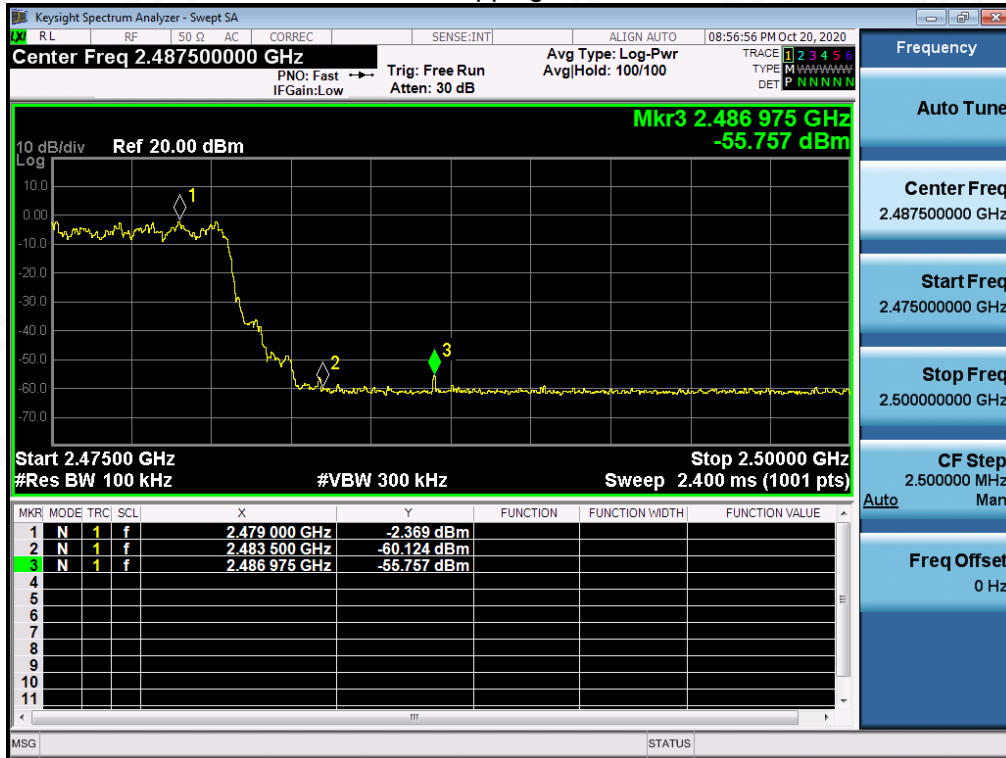 Keysight Spectrum Analyzer - Swept SA
LXI RL RF 50 Ω AC CORREC SENSE:INT ALIGN AUTO 08:56:56 PM Oct 20, 2020
Center Freq 2.487500000 GHz
PNO: Fast
IFGain:Low
Trig: Free Run
Atten: 30 dB
Avg Type: Log-Pwr
Avg|Hold: 100/100
TRACE 1 2 3 4 5 6
TYPE M WWWWW
DET P N N N N N
Mkr3 2.486 975 GHz
-55.757 dBm
10 dB/div Ref 20.00 dBm
Log
10.0
0.00
-10.0
-20.0
-30.0
-40.0
-50.0
-60.0
-70.0
1
2
3
Start 2.47500 GHz Stop 2.50000 GHz
#Res BW 100 kHz #VBW 300 kHz Sweep 2.400 ms (1001 pts)
MKR MODE TRC SCL X Y FUNCTION FUNCTION WIDTH FUNCTION VALUE
1 N 1 f 2.479 000 GHz -2.369 dBm
2 N 1 f 2.483 500 GHz -60.124 dBm
3 N 1 f 2.486 975 GHz -55.757 dBm
4
5
6
7
8
9
10
11
MSG STATUS
Frequency
Auto Tune
Center Freq
2.487500000 GHz
Start Freq
2.475000000 GHz
Stop Freq
2.500000000 GHz
CF Step
2.500000 MHz
Auto Man
Freq Offset
0 Hz